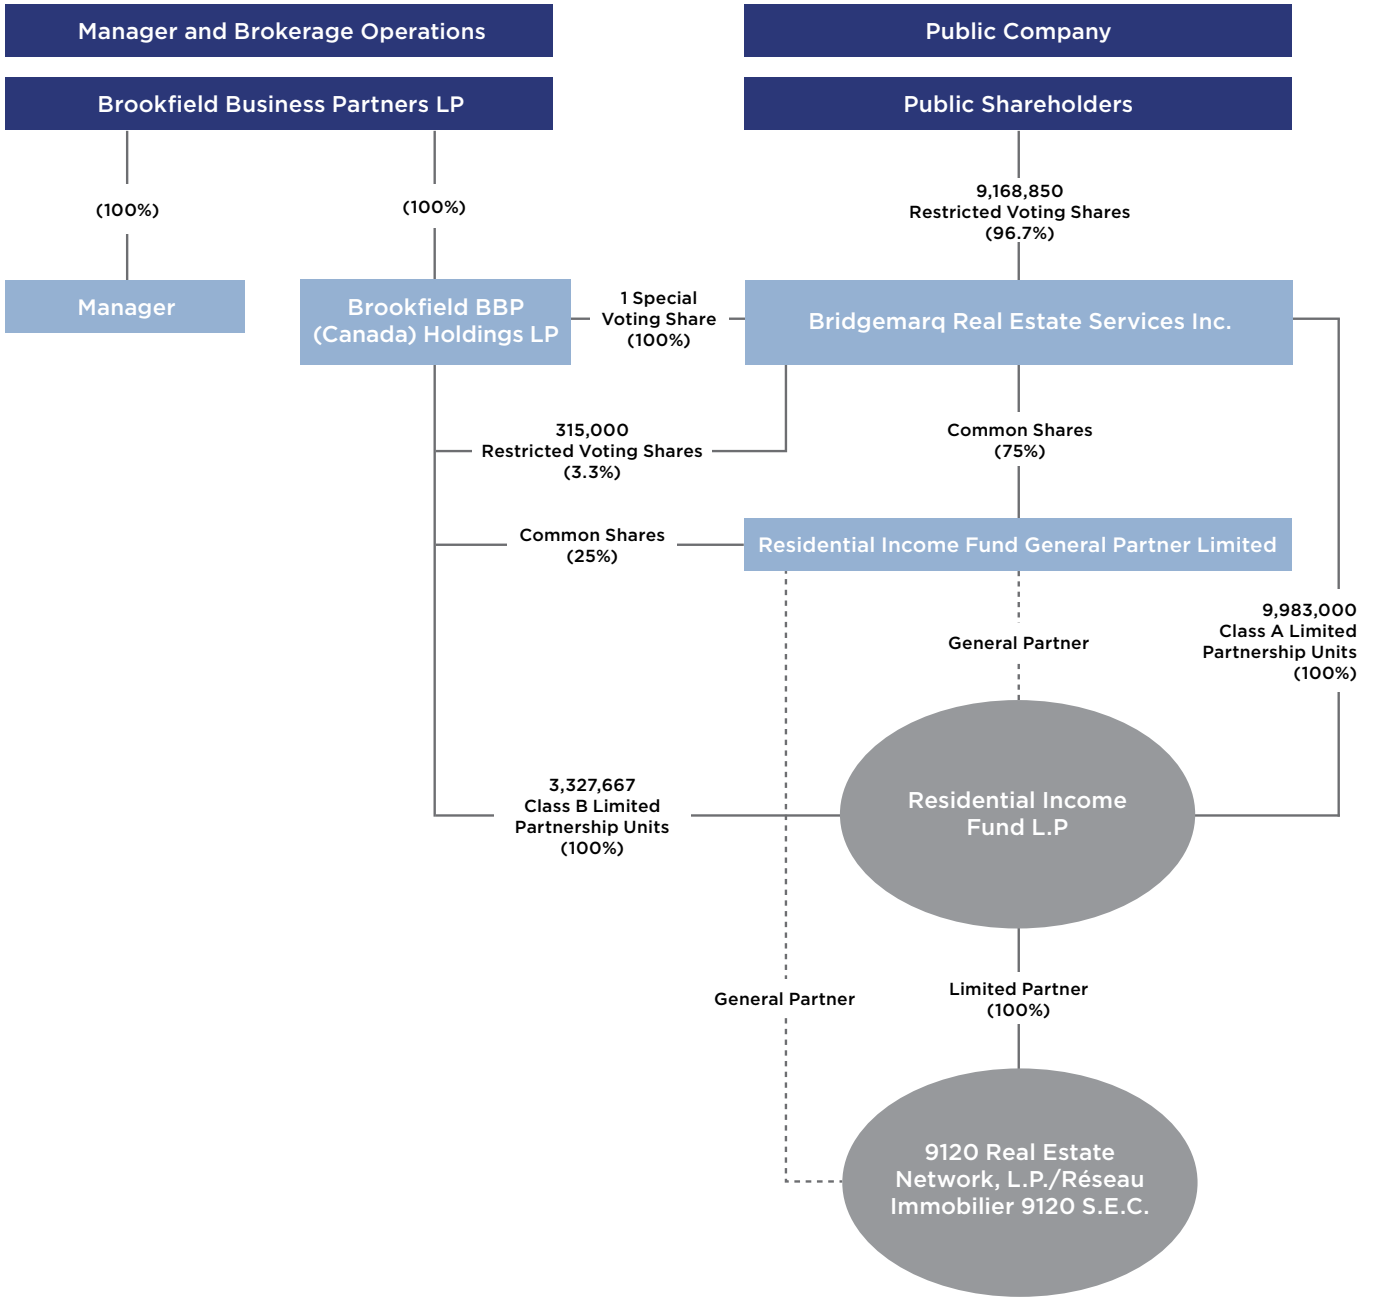 Manager and Brokerage Operations
Public Company
Brookfield Business Partners LP
Public Shareholders
(100%)
(100%)
9,168,850
Restricted Voting Shares
(96.7%)
Manager
Brookfield BBP
(Canada) Holdings LP
1 Special
Voting Share
(100%)
Bridgemarq Real Estate Services Inc.
315,000
Restricted Voting Shares
(3.3%)
Common Shares
(75%)
Common Shares
(25%)
Residential Income Fund General Partner Limited
General Partner
9,983,000
Class A Limited
Partnership Units
(100%)
3,327,667
Class B Limited
Partnership Units
(100%)
Residential Income
Fund L.P
General Partner
Limited Partner
(100%)
9120 Real Estate
Network, L.P./Réseau
Immobilier 9120 S.E.C.